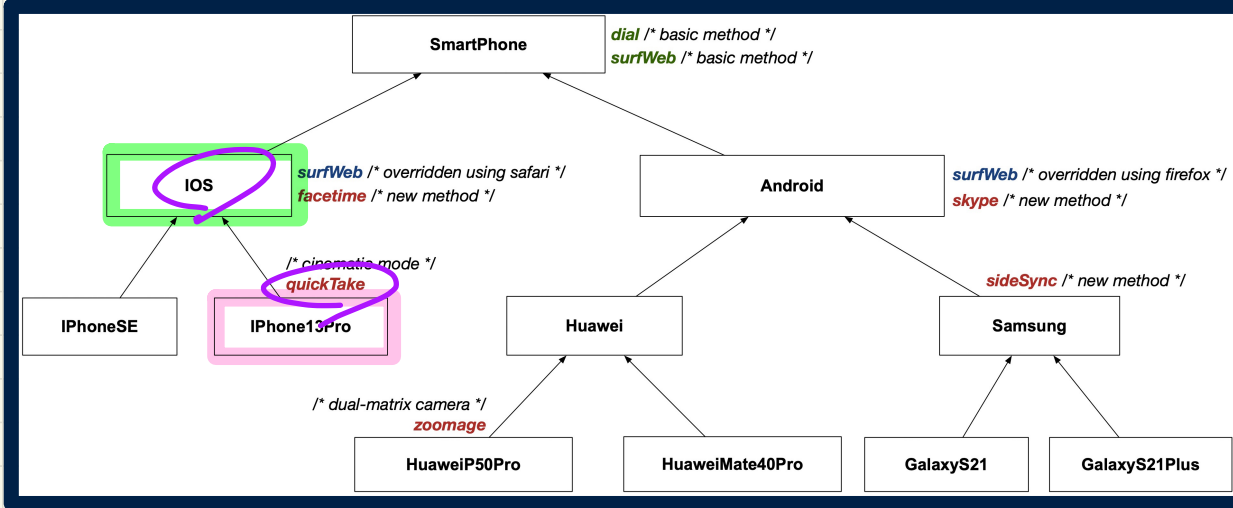 SmartPhone
dial /* basic method */
surfWeb /* basic method */
IOS
surfWeb /* overridden using safari */
facetime /* new method */
Android
surfWeb /* overridden using firefox */
skype /* new method */
/* cinematic mode */
quickTake
sideSync /* new method */
IPhoneSE
IPhone13Pro
Huawei
Samsung
/* dual-matrix camera */
zoomage
HuaweiP50Pro
HuaweiMate40Pro
GalaxyS21
GalaxyS21Plus